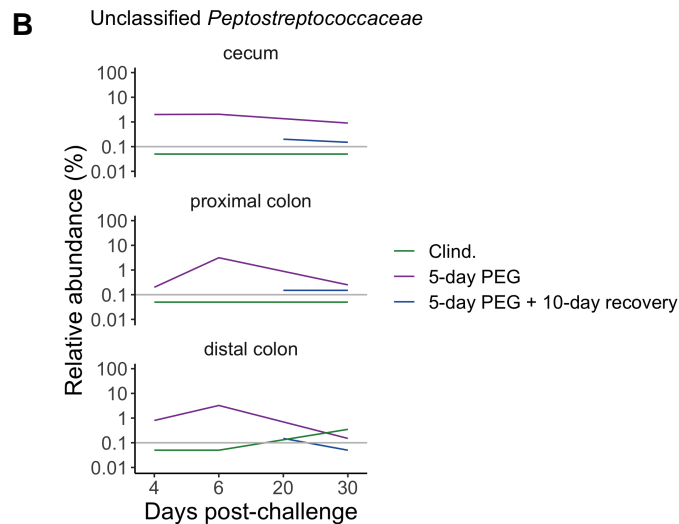 B
Unclassified Peptostreptococcaceae
cecum
100
10
1
0.1
0.01
proximal colon
100
10
1
0.1
0.01
distal colon
100
10
1
0.1
0.01
4 6 20 30
Days post-challenge
Relative abundance (%)
Clind.
5-day PEG
5-day PEG + 10-day recovery